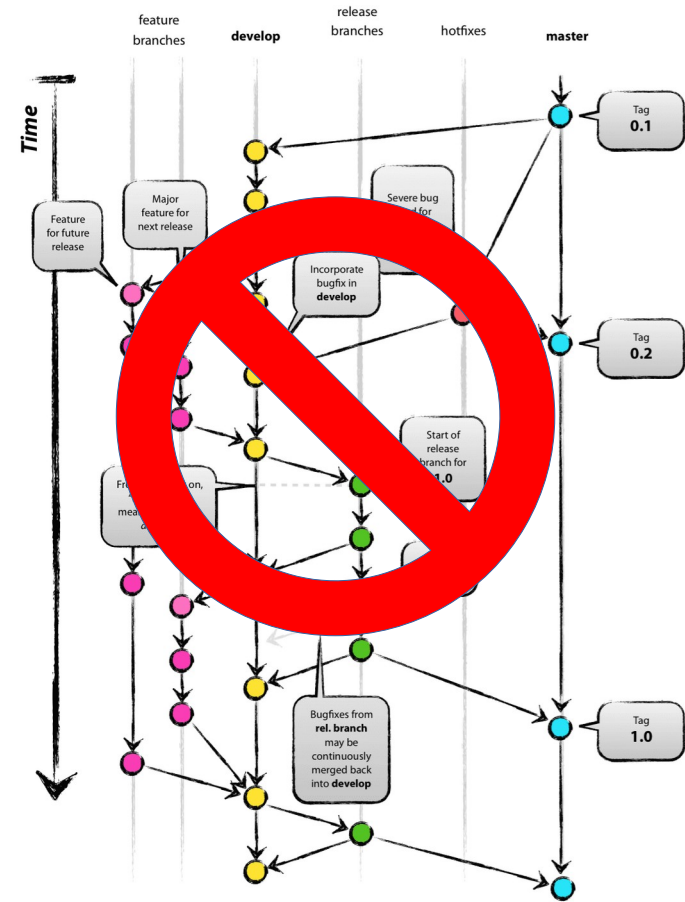 feature
branches
develop
release
branches
hotfixes
master
Time
Tag
0.1
Severe bug
for
Major
feature for
next release
Feature
for future
release
Incorporate
bugfix in
develop
Tag
0.2
Start of
release
branch for
1.0
on,
Tag
1.0
Bugfixes from
rel. branch
may be
continuously
merged back
into develop